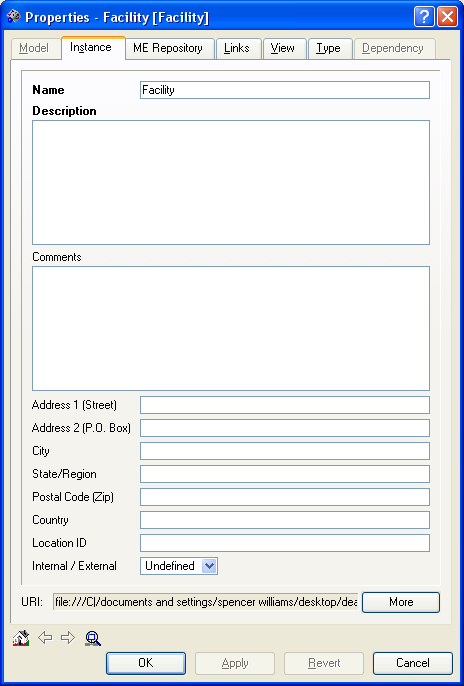 Properties - Facility [Facility]
Model Instance ME Repository Links View Type Dependency
Name Facility
Description
Comments
Address 1 (Street)
Address 2 (P.O. Box)
City
State/Region
Postal Code (Zip)
Country
Location ID
Internal / External Undefined
URI: file:///C|/documents and settings/spencer williams/desktop/dea More
OK Apply Revert Cancel